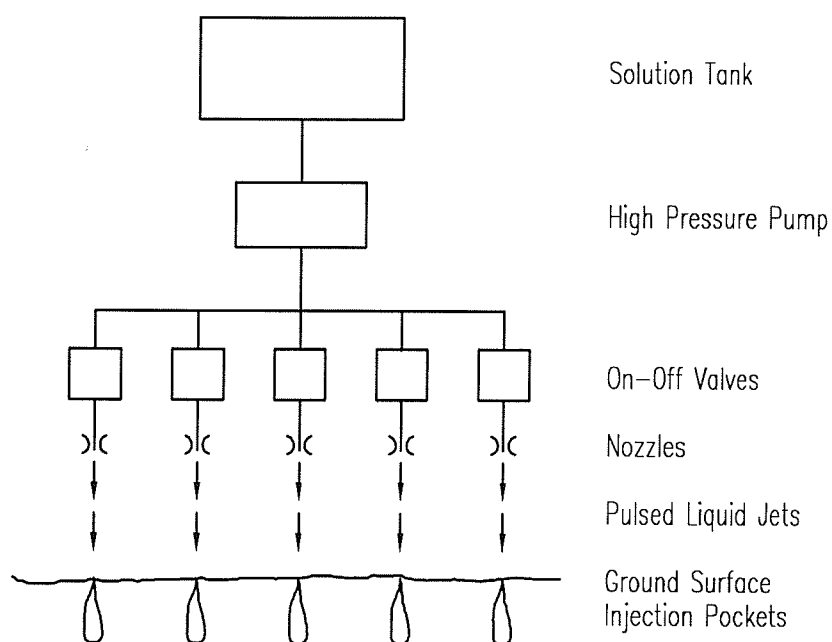 Solution Tank
High Pressure Pump
On-Off Valves
Nozzles
Pulsed Liquid Jets
Ground Surface
Injection Pockets